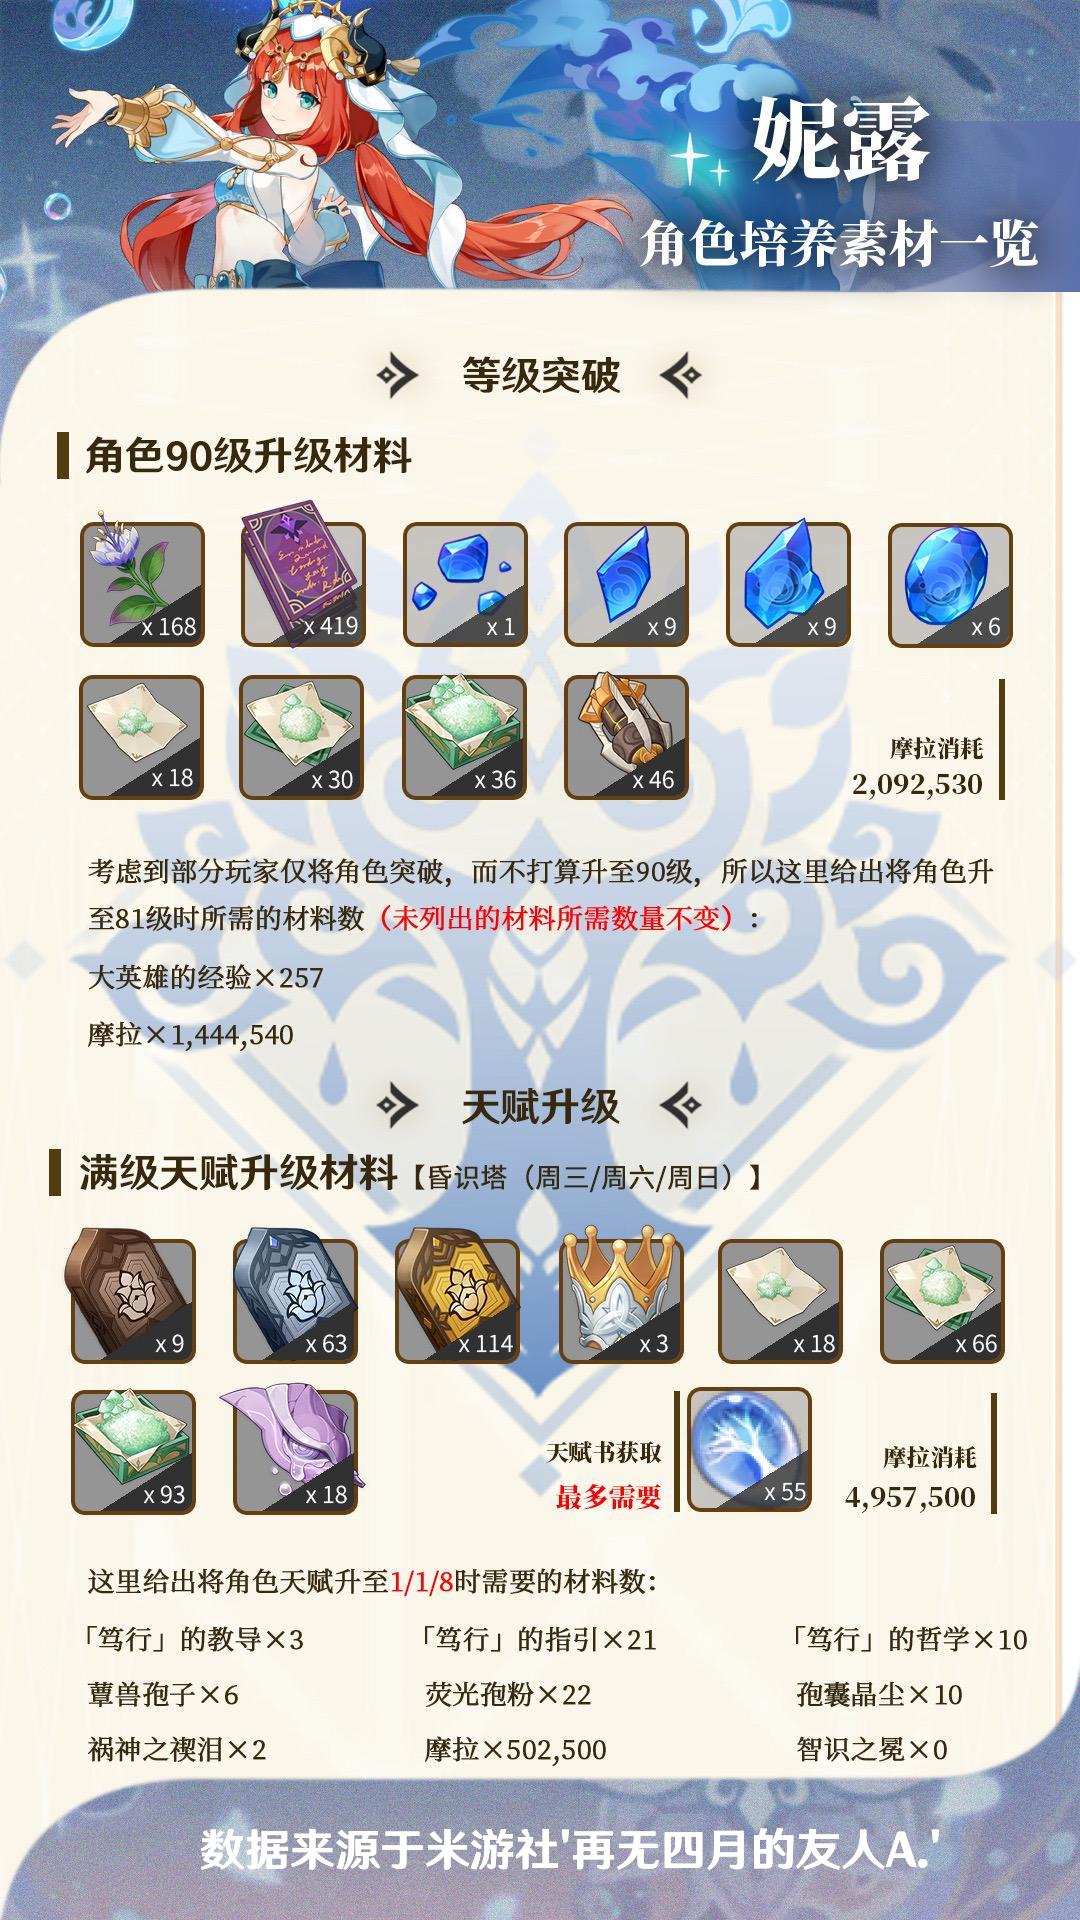 妮露
角色培养素材一览
等级突破
角色90级升级材料
x 168
x 419
x 1
x 9
x 9
x 6
x 18
x 30
x 36
x 46
摩拉消耗
2,092,530
考虑到部分玩家仅将角色突破，而不打算升至90级，所以这里给出将角色升
至81级时所需的材料数（未列出的材料所需数量不变）：
大英雄的经验×257
摩拉×1,444,540
天赋升级
满级天赋升级材料【昏识塔（周三/周六/周日）】
x 9
x 63
x 114
x 3
x 18
x 66
x 93
x 18
天赋书获取
最多需要
x 55
摩拉消耗
4,957,500
这里给出将角色天赋升至1/1/8时需要的材料数：
「笃行」的教导×3
「笃行」的指引×21
「笃行」的哲学×10
蕈兽孢子×6
荧光孢粉×22
孢囊晶尘×10
祸神之禊泪×2
摩拉×502,500
智识之冕×0
数据来源于米游社'再无四月的友人A.'